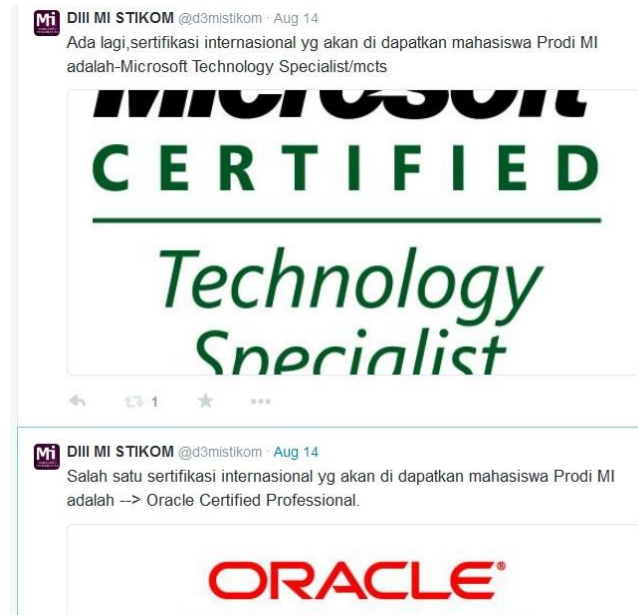 DIII MI STIKOM @d3mistikom · Aug 14
Ada lagi,sertifikasi internasional yg akan di dapatkan mahasiswa Prodi MI
adalah-Microsoft Technology Specialist/mcts
Microsoft
CERTIFIED
Technology
Specialist
1
DIII MI STIKOM @d3mistikom · Aug 14
Salah satu sertifikasi internasional yg akan di dapatkan mahasiswa Prodi MI
adalah --> Oracle Certified Professional.
ORACLE®